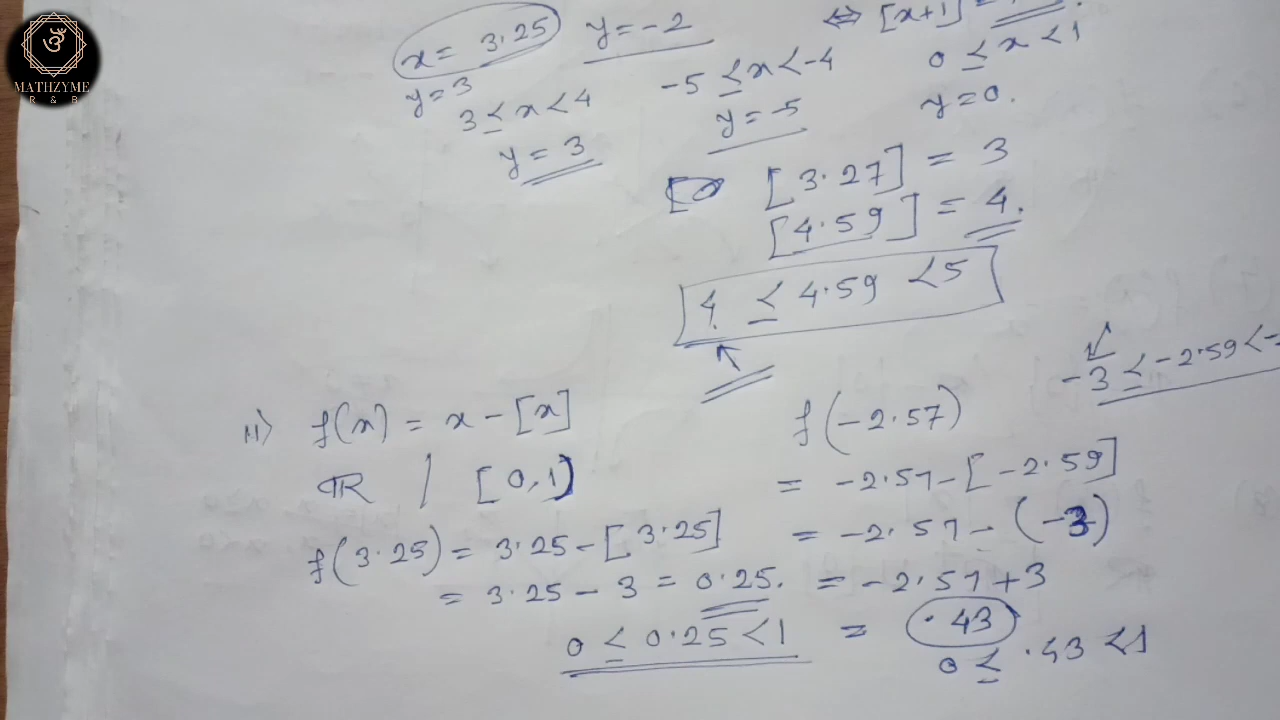 ॐ
MATHZYME
R & B
x = 3.25 y = -2 ⇔ [x+1]
y = 3 3 ≤ x < 4 -5 ≤ x < -4 0 ≤ x < 1
y = 3 y = -5 y = 0.
[3.27] = 3
[4.59] = 4.
4 ≤ 4.59 < 5
-3 ≤ -2.59 < -
ii) f(x) = x - [x] f(-2.57)
ℝ / [0,1) = -2.57 - [-2.59]
f(3.25) = 3.25 - [3.25] = -2.57 - (-3)
= 3.25 - 3 = 0.25. = -2.57 + 3
0 ≤ 0.25 < 1 = .43
0 ≤ .43 < 1